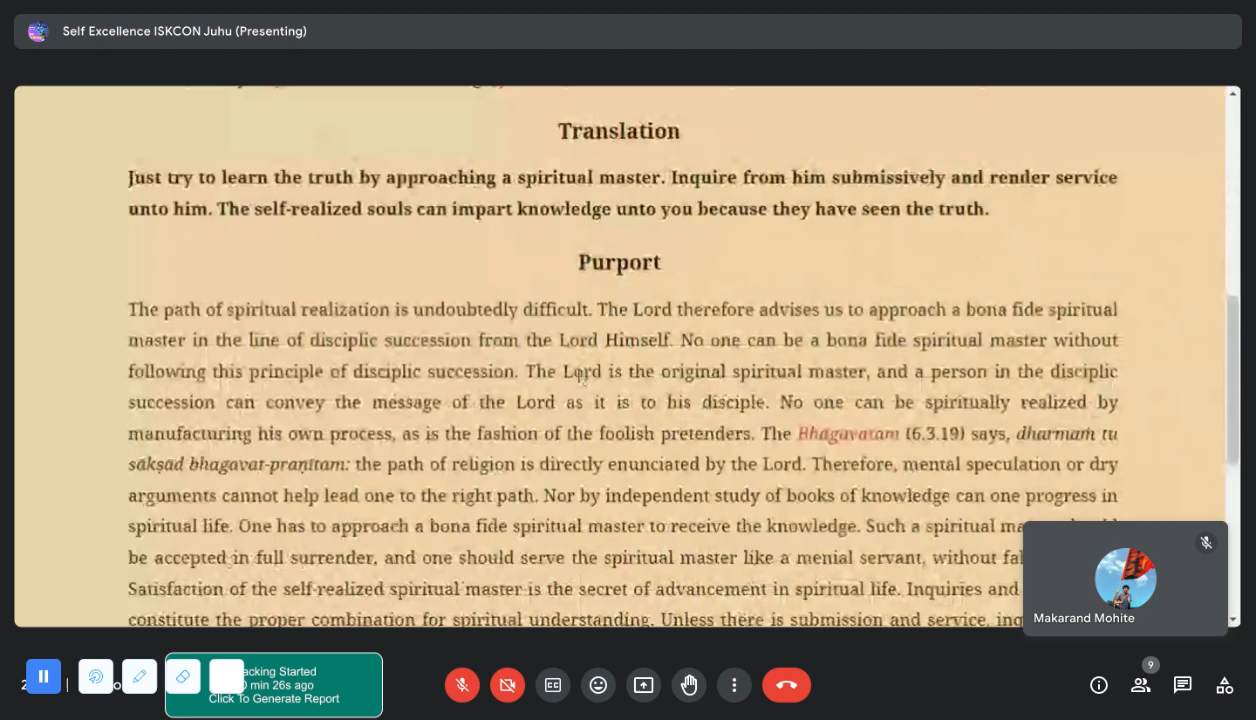 Self Excellence ISKCON Juhu (Presenting)
Translation
Just try to learn the truth by approaching a spiritual master. Inquire from him submissively and render service
unto him. The self-realized souls can impart knowledge unto you because they have seen the truth.
Purport
The path of spiritual realization is undoubtedly difficult. The Lord therefore advises us to approach a bona fide spiritual
master in the line of disciplic succession from the Lord Himself. No one can be a bona fide spiritual master without
following this principle of disciplic succession. The Lord is the original spiritual master, and a person in the disciplic
succession can convey the message of the Lord as it is to his disciple. No one can be spiritually realized by
manufacturing his own process, as is the fashion of the foolish pretenders. The Bhāgavatam (6.3.19) says, dharmaṁ tu
sākṣād bhagavat-praṇītam: the path of religion is directly enunciated by the Lord. Therefore, mental speculation or dry
arguments cannot help lead one to the right path. Nor by independent study of books of knowledge can one progress in
spiritual life. One has to approach a bona fide spiritual master to receive the knowledge. Such a spiritual
be accepted in full surrender, and one should serve the spiritual master like a menial servant, without
Satisfaction of the self-realized spiritual master is the secret of advancement in spiritual life. Inquiries and
constitute the proper combination for spiritual understanding. Unless there is submission and service,
Makarand Mohite
acking Started
min 26s ago
Click To Generate Report
CC
9